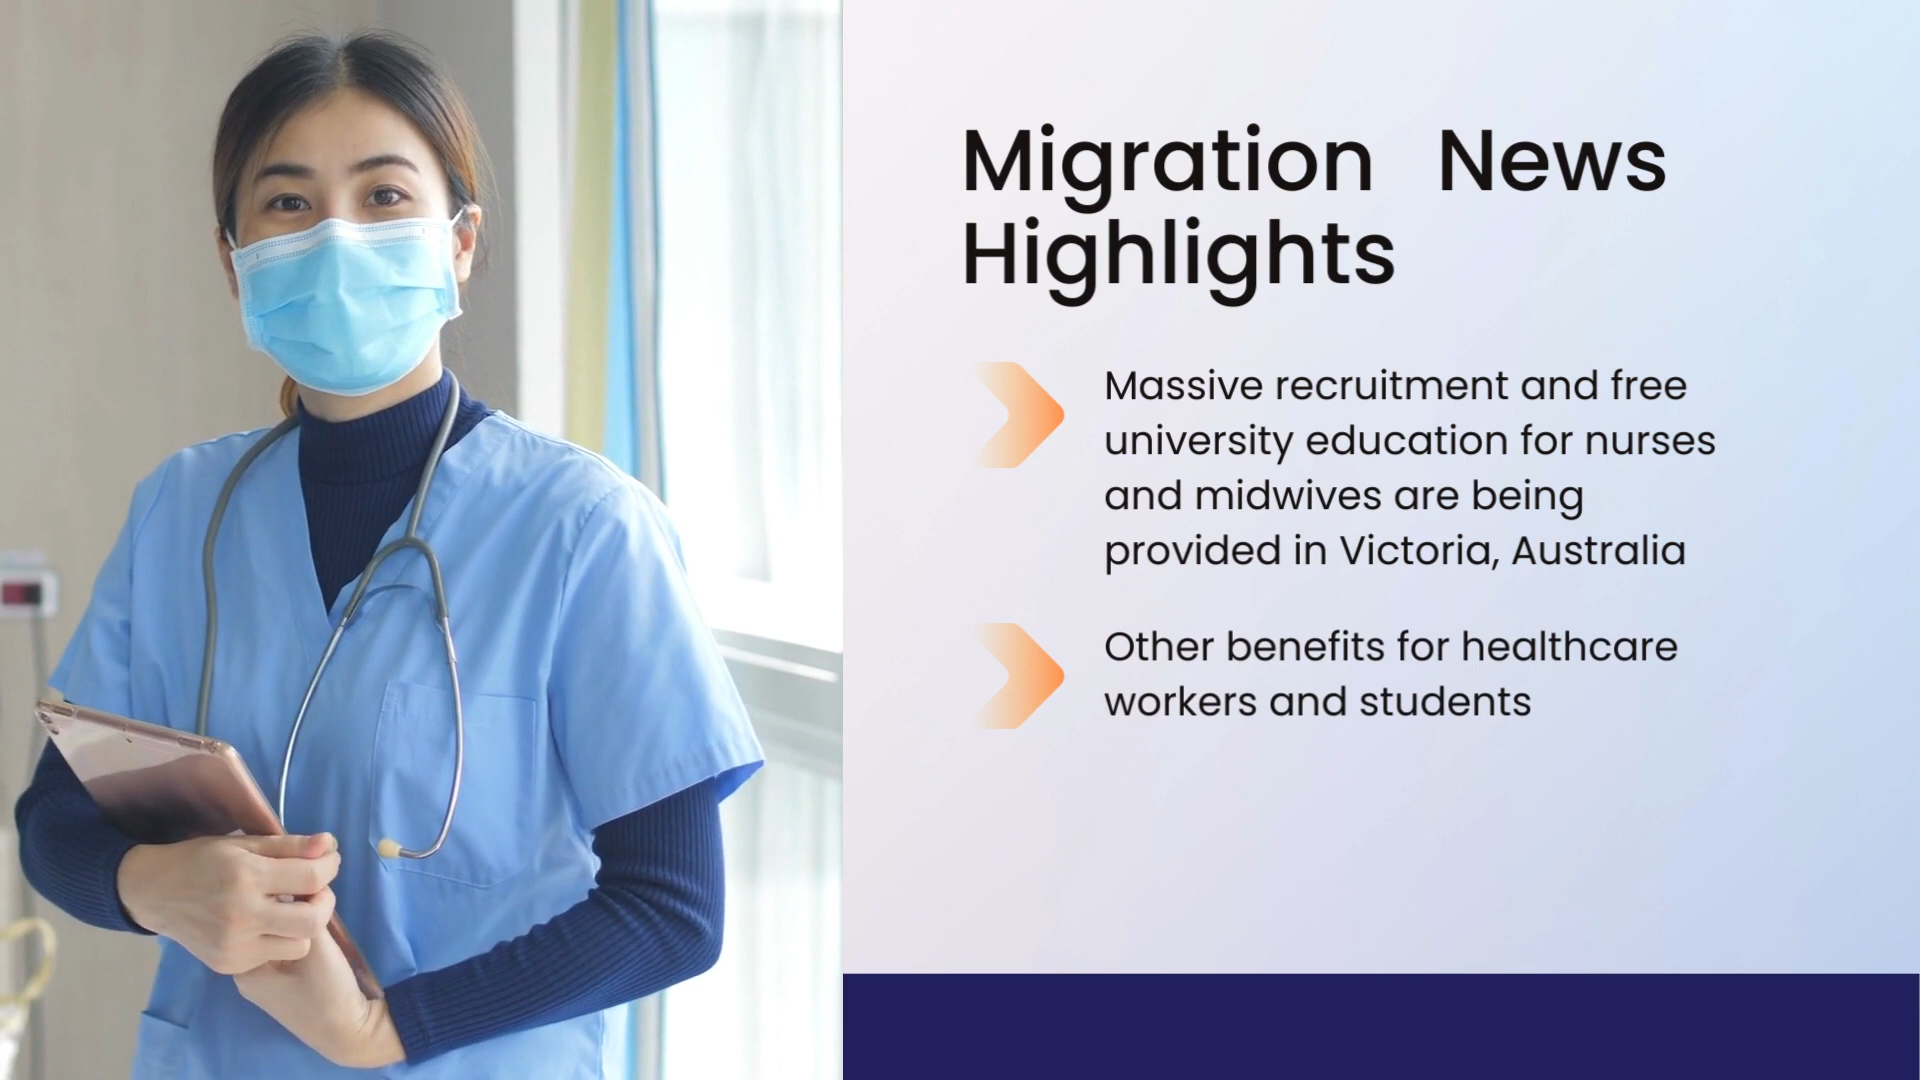 Migration News
Highlights
Massive recruitment and free
university education for nurses
and midwives are being
provided in Victoria, Australia
Other benefits for healthcare
workers and students